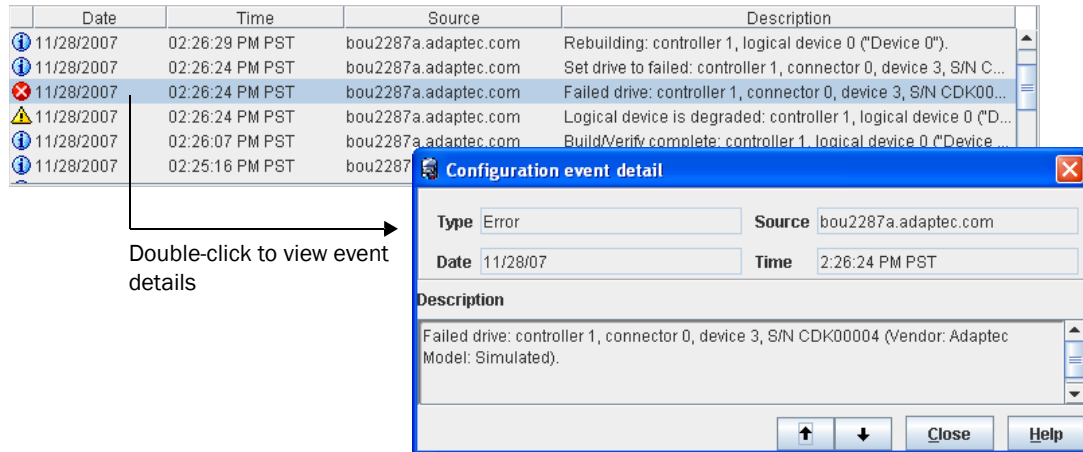 Date Time Source Description
11/28/2007 02:26:29 PM PST bou2287a.adaptec.com Rebuilding: controller 1, logical device 0 ("Device 0").
11/28/2007 02:26:24 PM PST bou2287a.adaptec.com Set drive to failed: controller 1, connector 0, device 3, S/N C...
11/28/2007 02:26:24 PM PST bou2287a.adaptec.com Failed drive: controller 1, connector 0, device 3, S/N CDK00...
11/28/2007 02:26:24 PM PST bou2287a.adaptec.com Logical device is degraded: controller 1, logical device 0 ("D...
11/28/2007 02:26:07 PM PST bou2287a.adaptec.com Build/Verify complete: controller 1, logical device 0 ("Device ...
11/28/2007 02:25:16 PM PST bou2287
Configuration event detail
Type Error Source bou2287a.adaptec.com
Date 11/28/07 Time 2:26:24 PM PST
Double-click to view event
details
Description
Failed drive: controller 1, connector 0, device 3, S/N CDK00004 (Vendor: Adaptec
Model: Simulated).
Close Help